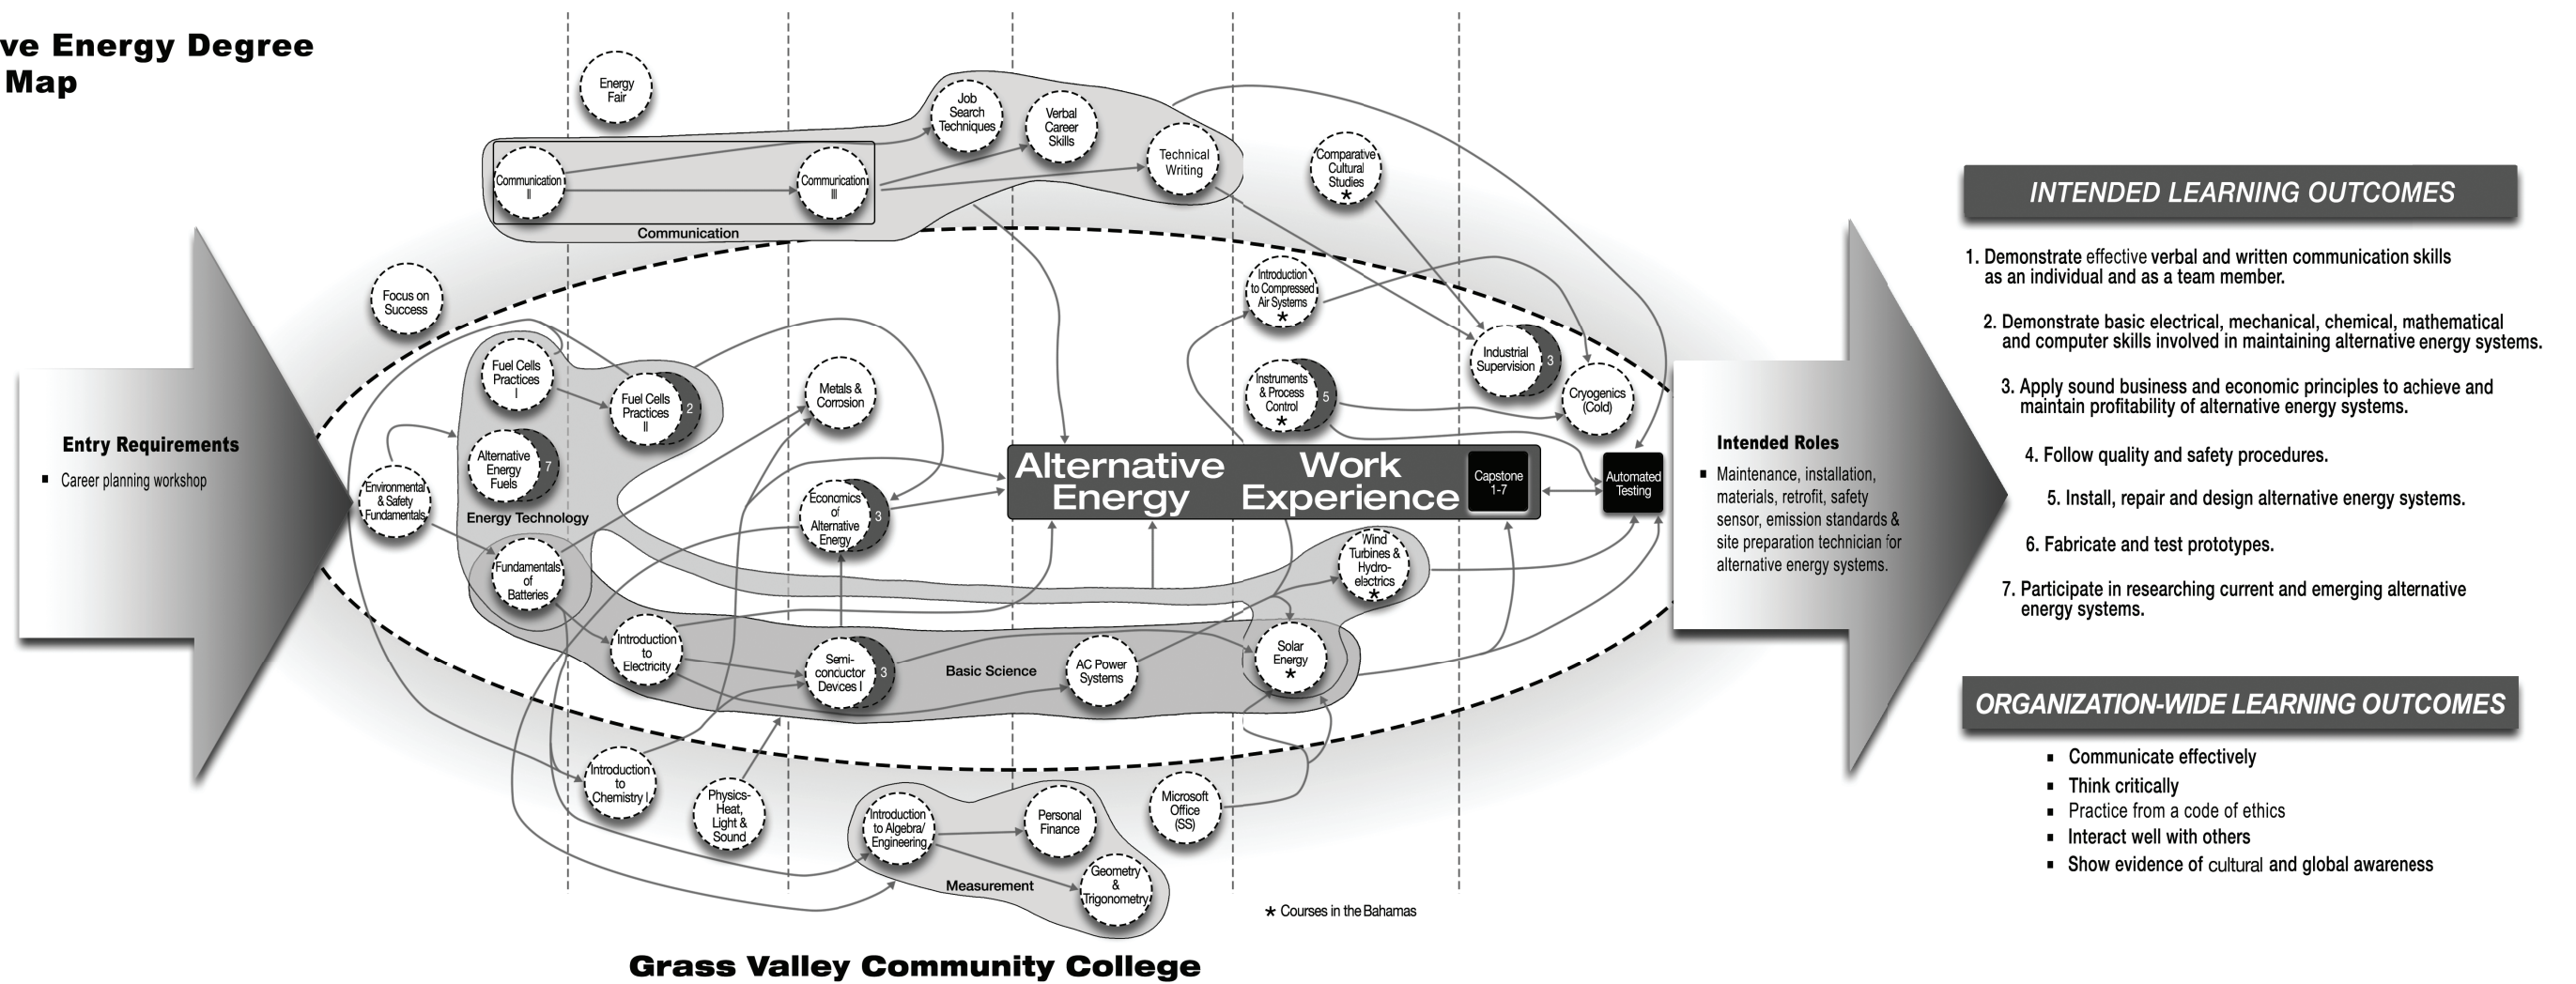 ve Energy Degree
Map
Energy
Fair
Job
Search
Techniques
Verbal
Career
Skills
Technical
Writing
Communication
II
Communication
III
Communication
Comparative
Cultural
Studies
*
Focus on
Success
Introduction
to Compressed
Air Systems
*
Industrial
Supervision
3
Cryogenics
(Cold)
Instruments
& Process
Control
*
5
Fuel Cells
Practices
I
Fuel Cells
Practices
II
2
Metals &
Corrosion
Alternative
Energy
Fuels
7
Energy Technology
Environmental
& Safety
Fundamentals
Economics
of
Alternative
Energy
3
Alternative
Energy
Work
Experience
Capstone
1-7
Automated
Testing
Fundamentals
of
Batteries
Wind
Turbines &
Hydro-
electrics
*
Introduction
to
Electricity
Semi-
conductor
Devices I
3
Basic Science
AC Power
Systems
Solar
Energy
*
Introduction
to
Chemistry I
Physics-
Heat,
Light &
Sound
Introduction
to Algebra/
Engineering
Personal
Finance
Geometry
&
Trigonometry
Measurement
Microsoft
Office
(SS)
* Courses in the Bahamas
Grass Valley Community College
Entry Requirements
▪ Career planning workshop
Intended Roles
▪ Maintenance, installation,
materials, retrofit, safety
sensor, emission standards &
site preparation technician for
alternative energy systems.
INTENDED LEARNING OUTCOMES
1. Demonstrate effective verbal and written communication skills
as an individual and as a team member.
2. Demonstrate basic electrical, mechanical, chemical, mathematical
and computer skills involved in maintaining alternative energy systems.
3. Apply sound business and economic principles to achieve and
maintain profitability of alternative energy systems.
4. Follow quality and safety procedures.
5. Install, repair and design alternative energy systems.
6. Fabricate and test prototypes.
7. Participate in researching current and emerging alternative
energy systems.
ORGANIZATION-WIDE LEARNING OUTCOMES
▪ Communicate effectively
▪ Think critically
▪ Practice from a code of ethics
▪ Interact well with others
▪ Show evidence of cultural and global awareness